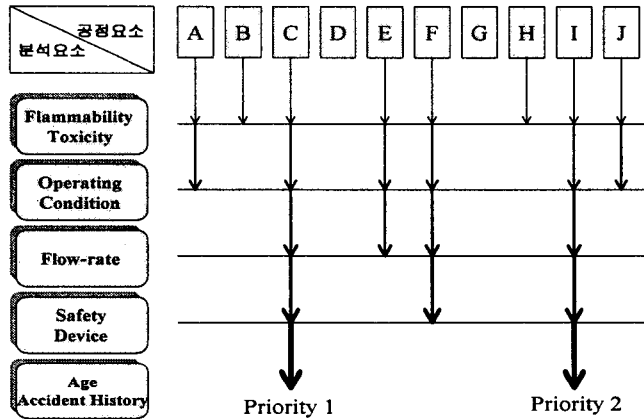 공정요소
분석요소
A B C D E F G H I J
Flammability
Toxicity
Operating
Condition
Flow-rate
Safety
Device
Age
Accident History
Priority 1 Priority 2